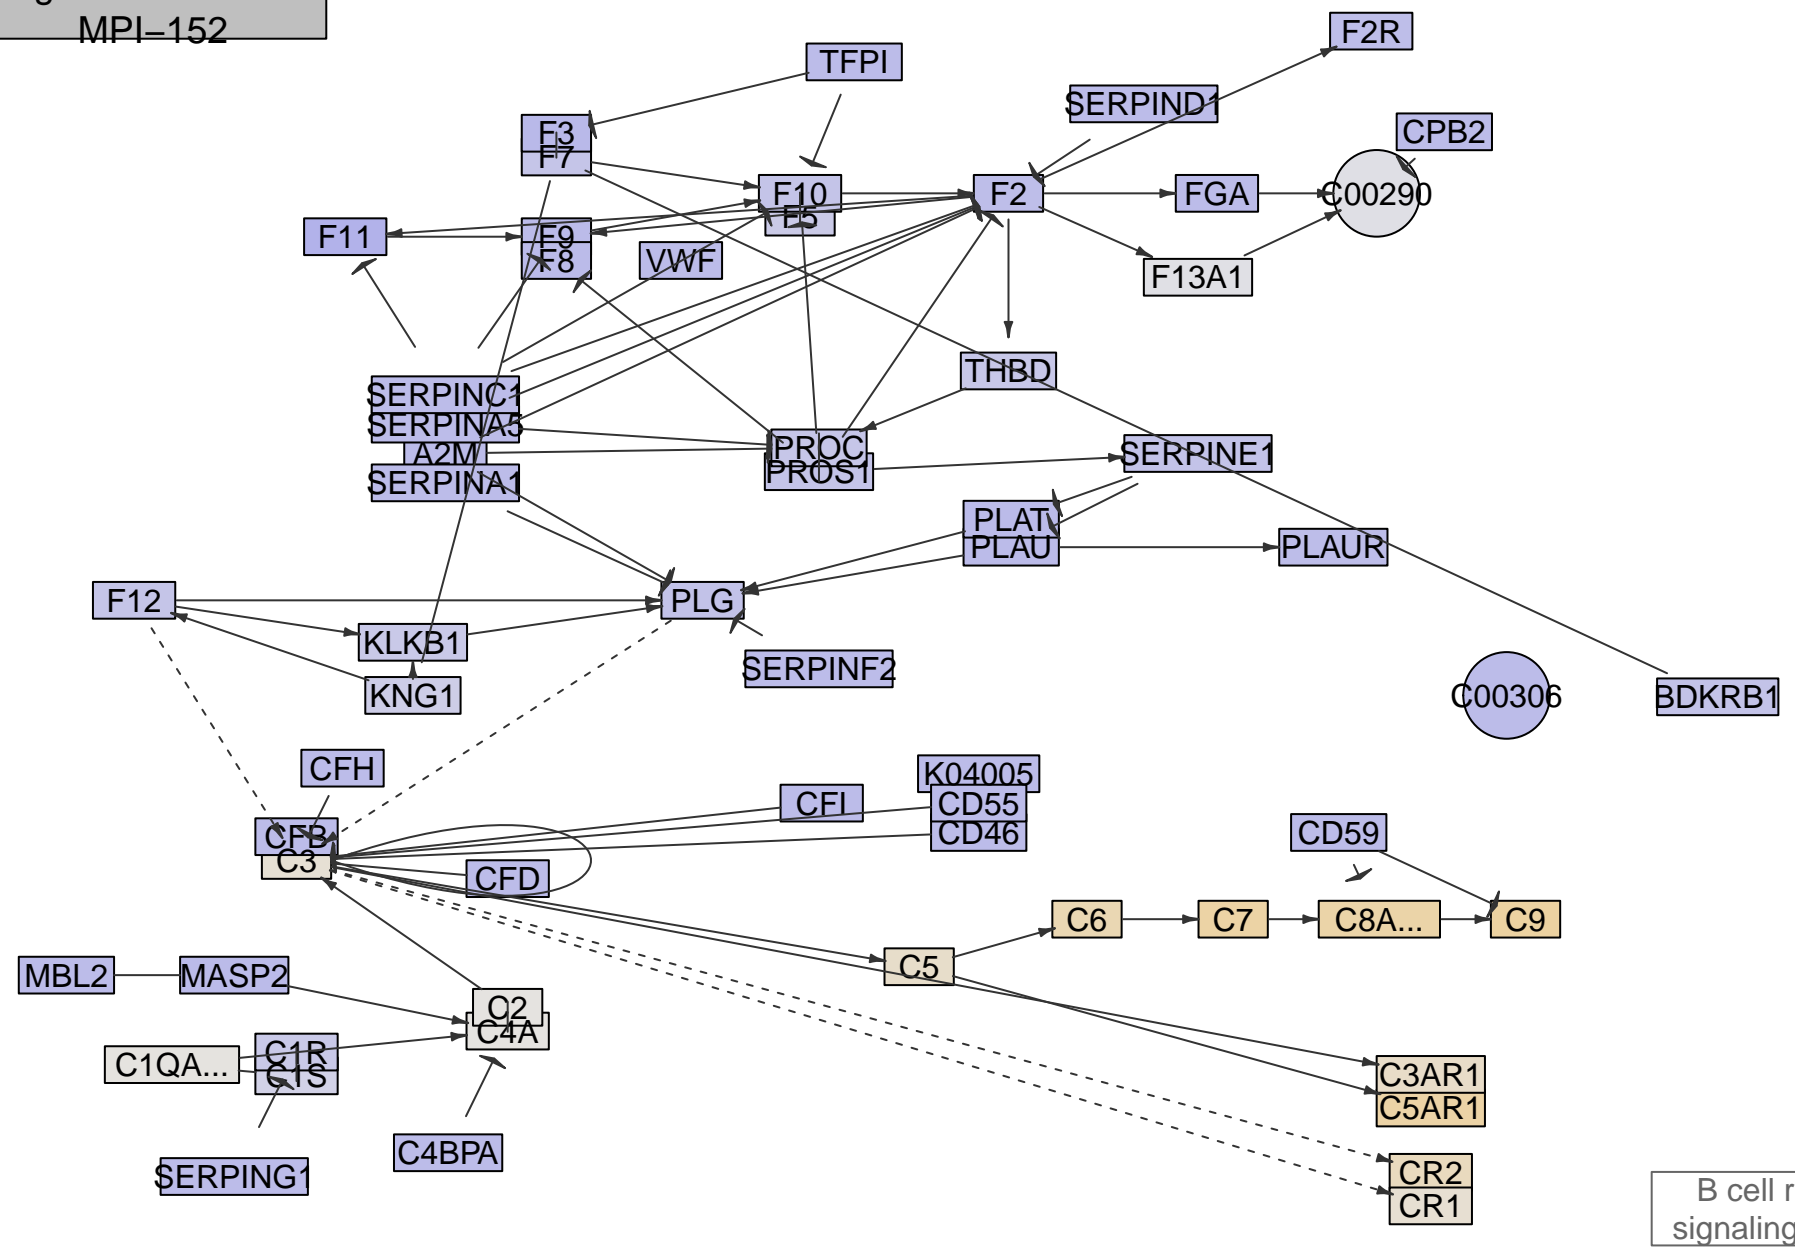 MPI–152
F2R
TFPI
SERPIND1
CPB2
F3
F7
F10
F5
F2
FGA
C00290
F11
F9
F8
VWF
F13A1
THBD
SERPINC1
SERPINA5
A2M
SERPINA1
PROC
PROS1
SERPINE1
PLAT
PLAU
PLAUR
F12
PLG
KLKB1
SERPINF2
KNG1
C00306
BDKRB1
CFH
K04005
CFI
CD55
CD46
CD59
CFB
C3
CFD
C6
C7
C8A...
C9
C5
MBL2
MASP2
C2
C4A
C1QA...
C1R
C1S
C3AR1
C5AR1
C4BPA
SERPING1
CR2
CR1
B cell r
signaling